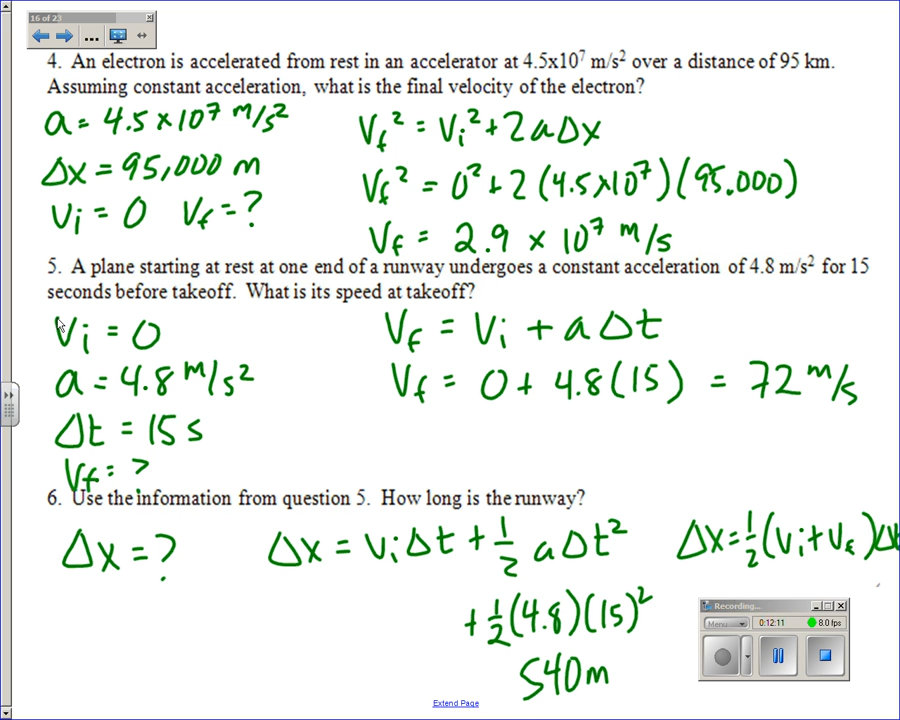 16 of 23
4. An electron is accelerated from rest in an accelerator at 4.5x10⁷ m/s² over a distance of 95 km.
Assuming constant acceleration, what is the final velocity of the electron?
a = 4.5 x 10⁷ m/s²
Vf² = Vi² + 2aΔx
Δx = 95,000 m
Vf² = 0² + 2(4.5x10⁷)(95,000)
Vi = 0 Vf = ?
Vf = 2.9 x 10⁷ m/s
5. A plane starting at rest at one end of a runway undergoes a constant acceleration of 4.8 m/s² for 15
seconds before takeoff. What is its speed at takeoff?
Vi = 0
Vf = Vi + aΔt
a = 4.8 m/s²
Vf = 0 + 4.8(15) = 72 m/s
Δt = 15 s
Vf = ?
6. Use the information from question 5. How long is the runway?
Δx = ?
Δx = ViΔt + ½ aΔt²
Δx = ½(Vi + Vf)Δt
+ ½(4.8)(15)²
540 m
Recording...
Menu
0:12:11
8.0 fps
Extend Page